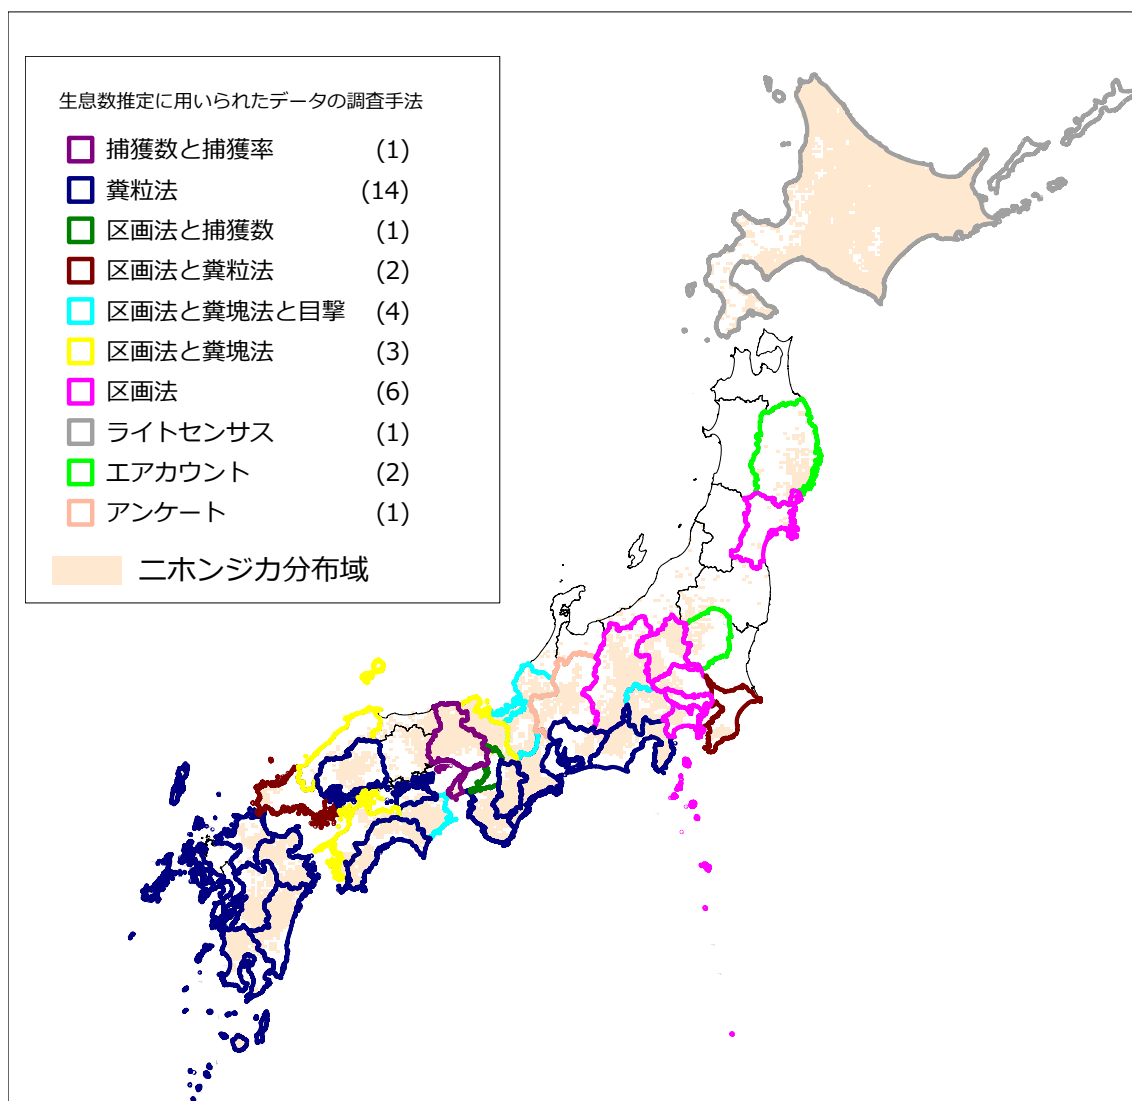 生息数推定に用いられたデータの調査手法
捕獲数と捕獲率 (1)
糞粒法 (14)
区画法と捕獲数 (1)
区画法と糞粒法 (2)
区画法と糞塊法と目撃 (4)
区画法と糞塊法 (3)
区画法 (6)
ライトセンサス (1)
エアカウント (2)
アンケート (1)
ニホンジカ分布域